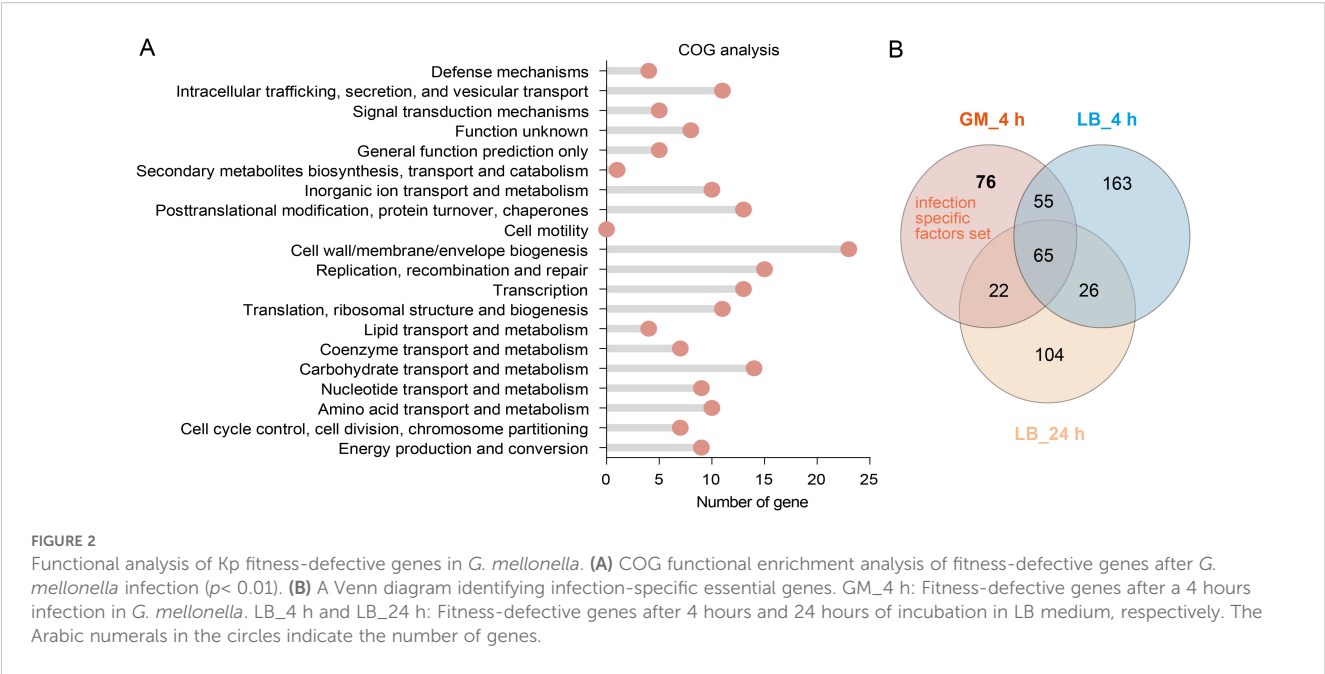 A
COG analysis
Defense mechanisms
Intracellular trafficking, secretion, and vesicular transport
Signal transduction mechanisms
Function unknown
General function prediction only
Secondary metabolites biosynthesis, transport and catabolism
Inorganic ion transport and metabolism
Posttranslational modification, protein turnover, chaperones
Cell motility
Cell wall/membrane/envelope biogenesis
Replication, recombination and repair
Transcription
Translation, ribosomal structure and biogenesis
Lipid transport and metabolism
Coenzyme transport and metabolism
Carbohydrate transport and metabolism
Nucleotide transport and metabolism
Amino acid transport and metabolism
Cell cycle control, cell division, chromosome partitioning
Energy production and conversion
0 5 10 15 20 25
Number of gene
B
GM_4 h LB_4 h
76 55 163
infection
specific
factors set
65
22 26
104
LB_24 h
FIGURE 2
Functional analysis of Kp fitness-defective genes in G. mellonella. (A) COG functional enrichment analysis of fitness-defective genes after G.
mellonella infection (p< 0.01). (B) A Venn diagram identifying infection-specific essential genes. GM_4 h: Fitness-defective genes after a 4 hours
infection in G. mellonella. LB_4 h and LB_24 h: Fitness-defective genes after 4 hours and 24 hours of incubation in LB medium, respectively. The
Arabic numerals in the circles indicate the number of genes.